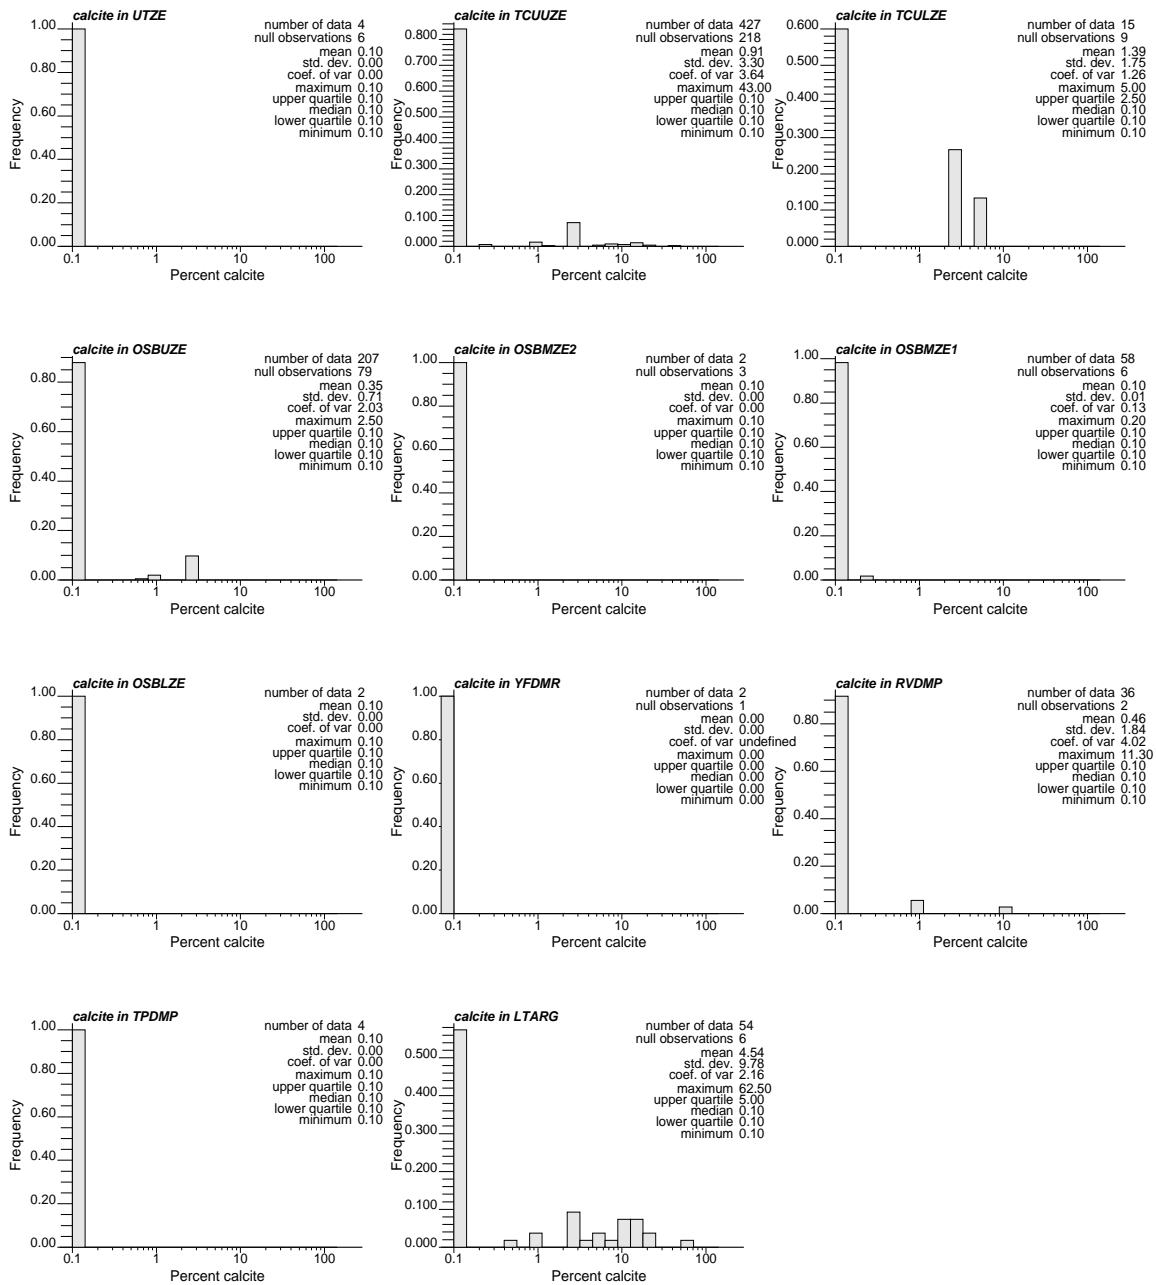 calcite in UTZE
number of data 4
null observations 6
mean 0.10
std. dev. 0.00
coef. of var 0.00
maximum 0.10
upper quartile 0.10
median 0.10
lower quartile 0.10
minimum 0.10
Frequency
1.00
0.80
0.60
0.40
0.20
0.00
0.1 1 10 100
Percent calcite
calcite in TCUUZE
number of data 427
null observations 218
mean 0.91
std. dev. 3.30
coef. of var 3.64
maximum 43.00
upper quartile 0.10
median 0.10
lower quartile 0.10
minimum 0.10
Frequency
0.800
0.700
0.600
0.500
0.400
0.300
0.200
0.100
0.000
0.1 1 10 100
Percent calcite
calcite in TCULZE
number of data 15
null observations 9
mean 1.39
std. dev. 1.75
coef. of var 1.26
maximum 5.00
upper quartile 2.50
median 0.10
lower quartile 0.10
minimum 0.10
Frequency
0.600
0.500
0.400
0.300
0.200
0.100
0.000
0.1 1 10 100
Percent calcite
calcite in OSBUZE
number of data 207
null observations 79
mean 0.35
std. dev. 0.71
coef. of var 2.03
maximum 2.50
upper quartile 0.10
median 0.10
lower quartile 0.10
minimum 0.10
Frequency
0.80
0.60
0.40
0.20
0.00
0.1 1 10 100
Percent calcite
calcite in OSBMZE2
number of data 2
null observations 3
mean 0.10
std. dev. 0.00
coef. of var 0.00
maximum 0.10
upper quartile 0.10
median 0.10
lower quartile 0.10
minimum 0.10
Frequency
1.00
0.80
0.60
0.40
0.20
0.00
0.1 1 10 100
Percent calcite
calcite in OSBMZE1
number of data 58
null observations 6
mean 0.10
std. dev. 0.01
coef. of var 0.13
maximum 0.20
upper quartile 0.10
median 0.10
lower quartile 0.10
minimum 0.10
Frequency
1.00
0.80
0.60
0.40
0.20
0.00
0.1 1 10 100
Percent calcite
calcite in OSBLZE
number of data 2
mean 0.10
std. dev. 0.00
coef. of var 0.00
maximum 0.10
upper quartile 0.10
median 0.10
lower quartile 0.10
minimum 0.10
Frequency
1.00
0.80
0.60
0.40
0.20
0.00
0.1 1 10 100
Percent calcite
calcite in YFDMR
number of data 2
null observations 1
mean 0.00
std. dev. 0.00
coef. of var undefined
maximum 0.00
upper quartile 0.00
median 0.00
lower quartile 0.00
minimum 0.00
Frequency
1.00
0.80
0.60
0.40
0.20
0.00
0.1 1 10 100
Percent calcite
calcite in RVDMP
number of data 36
null observations 2
mean 0.46
std. dev. 1.84
coef. of var 4.02
maximum 11.30
upper quartile 0.10
median 0.10
lower quartile 0.10
minimum 0.10
Frequency
0.80
0.60
0.40
0.20
0.00
0.1 1 10 100
Percent calcite
calcite in TPDMP
number of data 4
mean 0.10
std. dev. 0.00
coef. of var 0.00
maximum 0.10
upper quartile 0.10
median 0.10
lower quartile 0.10
minimum 0.10
Frequency
1.00
0.80
0.60
0.40
0.20
0.00
0.1 1 10 100
Percent calcite
calcite in LTARG
number of data 54
null observations 6
mean 4.54
std. dev. 9.78
coef. of var 2.16
maximum 62.50
upper quartile 5.00
median 0.10
lower quartile 0.10
minimum 0.10
Frequency
0.500
0.400
0.300
0.200
0.100
0.000
0.1 1 10 100
Percent calcite